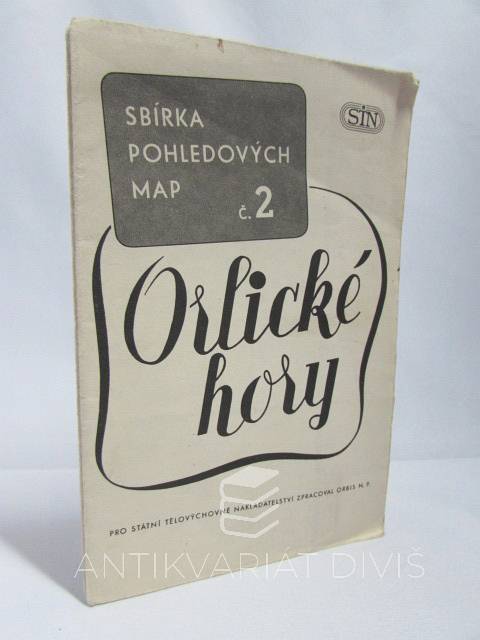 SBÍRKA
POHLEDOVÝCH
MAP
č. 2
SIN
Orlické
hory
PRO STÁTNÍ TĚLOVÝCHOVNÉ NAKLADATELSTVÍ ZPRACOVAL ORBIS N. P.
ANTIKVARIÁT DIVIŠ